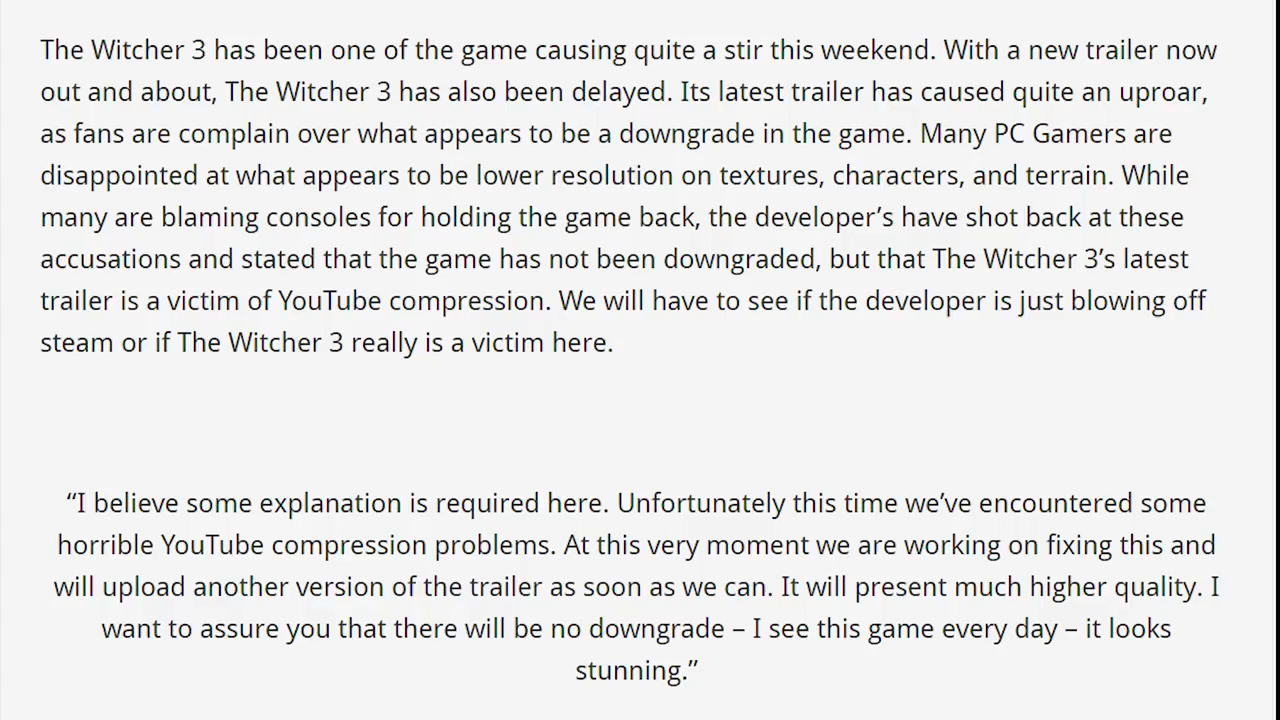 The Witcher 3 has been one of the game causing quite a stir this weekend. With a new trailer now
out and about, The Witcher 3 has also been delayed. Its latest trailer has caused quite an uproar,
as fans are complain over what appears to be a downgrade in the game. Many PC Gamers are
disappointed at what appears to be lower resolution on textures, characters, and terrain. While
many are blaming consoles for holding the game back, the developer’s have shot back at these
accusations and stated that the game has not been downgraded, but that The Witcher 3’s latest
trailer is a victim of YouTube compression. We will have to see if the developer is just blowing off
steam or if The Witcher 3 really is a victim here.
“I believe some explanation is required here. Unfortunately this time we’ve encountered some
horrible YouTube compression problems. At this very moment we are working on fixing this and
will upload another version of the trailer as soon as we can. It will present much higher quality. I
want to assure you that there will be no downgrade – I see this game every day – it looks
stunning.”